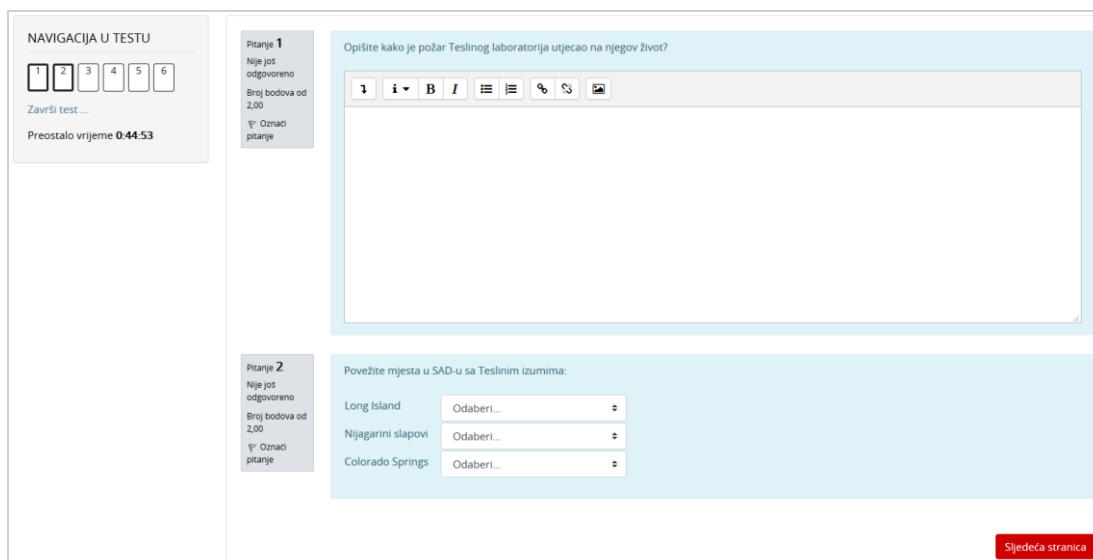 NAVIGACIJA U TESTU
1 2 3 4 5 6
Završi test ...
Preostalo vrijeme 0:44:53
Pitanje 1
Nije još
odgovoreno
Broj bodova od
2,00
Označi
pitanje
Opišite kako je požar Teslinog laboratorija utjecao na njegov život?
i B I
Pitanje 2
Nije još
odgovoreno
Broj bodova od
2,00
Označi
pitanje
Povežite mjesta u SAD-u sa Teslinim izumima:
Long Island Odaberi...
Nijagarini slapovi Odaberi...
Colorado Springs Odaberi...
Sljedeća stranica